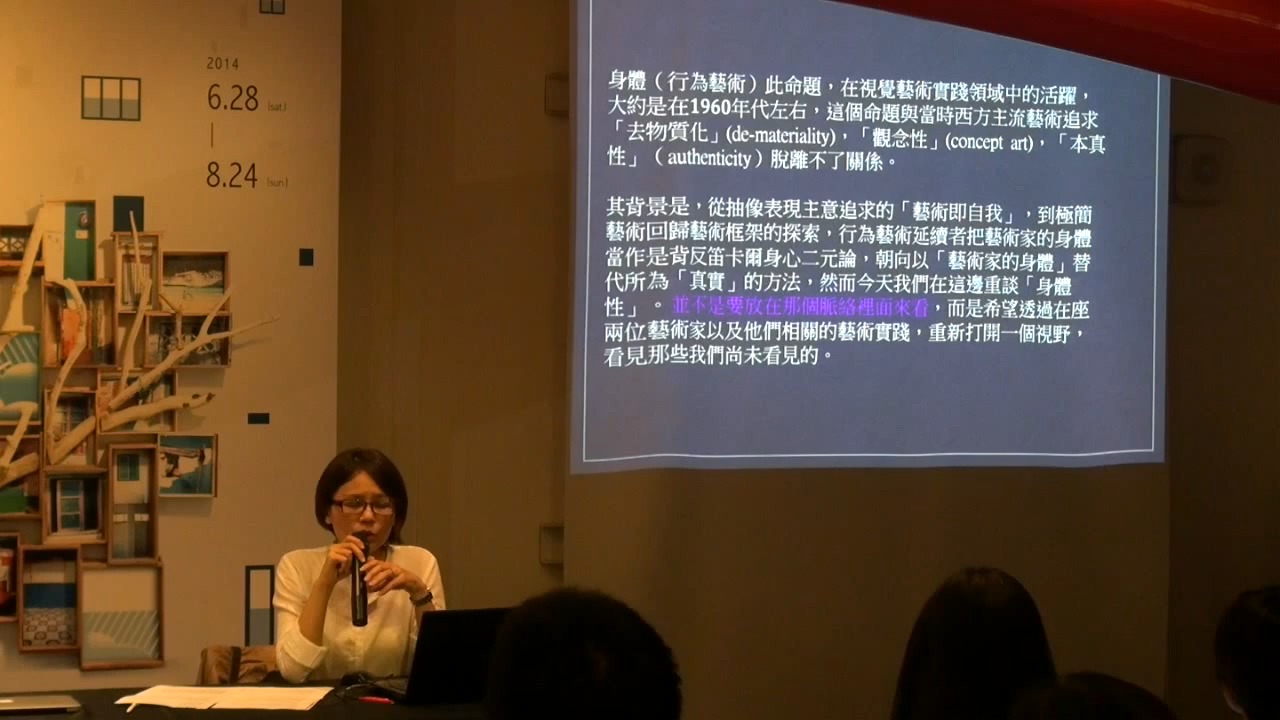 2014
6.28 (sat.)
8.24 (sun.)
身體（行為藝術）此命題，在視覺藝術實踐領域中的活躍，
大約是在1960年代左右，這個命題與當時西方主流藝術追求
「去物質化」(de-materiality)，「觀念性」(concept art)，「本真
性」（authenticity）脫離不了關係。
其背景是，從抽像表現主意追求的「藝術即自我」，到極簡
藝術回歸藝術框架的探索，行為藝術延續者把藝術家的身體
當作是背反笛卡爾身心二元論，朝向以「藝術家的身體」替
代所為「真實」的方法，然而今天我們在這邊重談「身體
性」。並不是要放在那個脈絡裡面來看，而是希望透過在座
兩位藝術家以及他們相關的藝術實踐，重新打開一個視野，
看見那些我們尚未看見的。